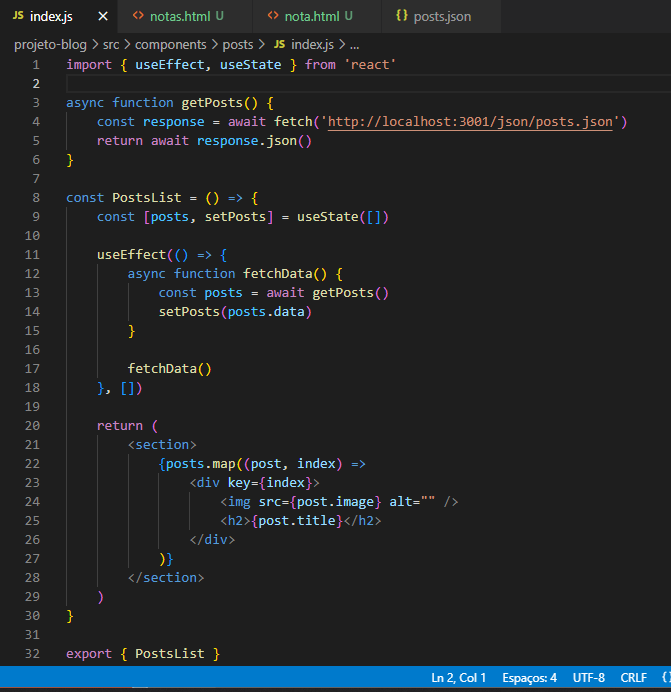 JS index.js × <> notas.html U <> nota.html U {} posts.json
projeto-blog > src > components > posts > JS index.js > ...
1 import { useEffect, useState } from 'react'
2
3 async function getPosts() {
4 const response = await fetch('http://localhost:3001/json/posts.json')
5 return await response.json()
6 }
7
8 const PostsList = () => {
9 const [posts, setPosts] = useState([])
10
11 useEffect(() => {
12 async function fetchData() {
13 const posts = await getPosts()
14 setPosts(posts.data)
15 }
16
17 fetchData()
18 }, [])
19
20 return (
21 <section>
22 {posts.map((post, index) =>
23 <div key={index}>
24 <img src={post.image} alt="" />
25 <h2>{post.title}</h2>
26 </div>
27 )}
28 </section>
29 )
30 }
31
32 export { PostsList }
Ln 2, Col 1 Espaços: 4 UTF-8 CRLF {}